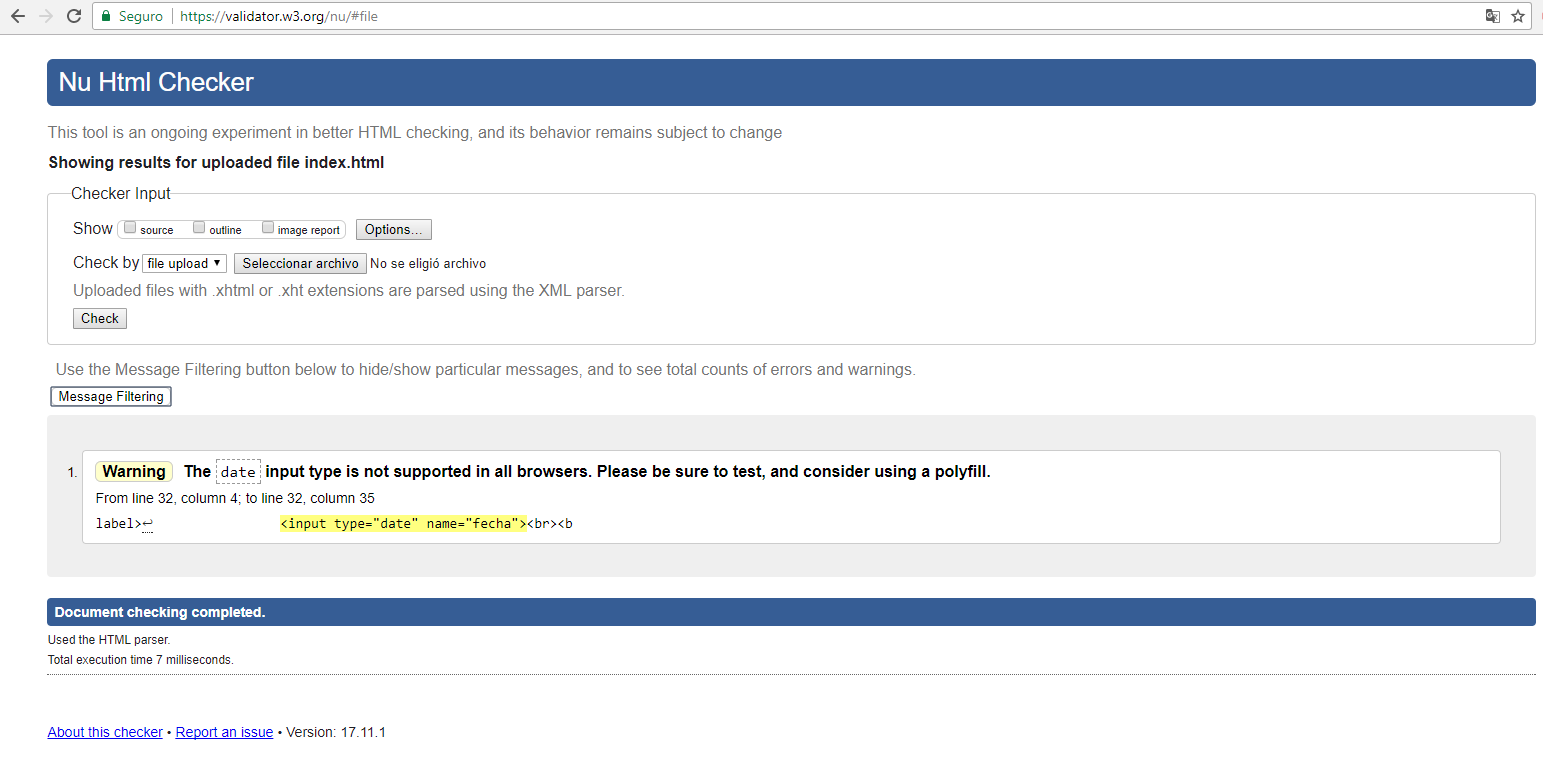 Seguro https://validator.w3.org/nu/#file
Nu Html Checker
This tool is an ongoing experiment in better HTML checking, and its behavior remains subject to change
Showing results for uploaded file index.html
Checker Input
Show source outline image report Options...
Check by file upload Seleccionar archivo No se eligió archivo
Uploaded files with .xhtml or .xht extensions are parsed using the XML parser.
Check
Use the Message Filtering button below to hide/show particular messages, and to see total counts of errors and warnings.
Message Filtering
1. Warning The date input type is not supported in all browsers. Please be sure to test, and consider using a polyfill.
From line 32, column 4; to line 32, column 35
label>↩ <input type="date" name="fecha"><br><b
Document checking completed.
Used the HTML parser.
Total execution time 7 milliseconds.
About this checker • Report an issue • Version: 17.11.1